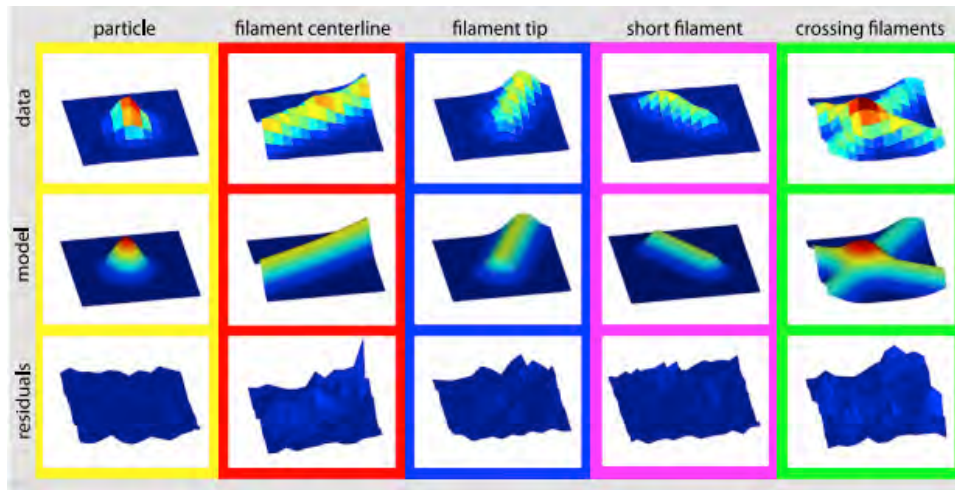 particle filament centerline filament tip short filament crossing filaments
data
model
residuals